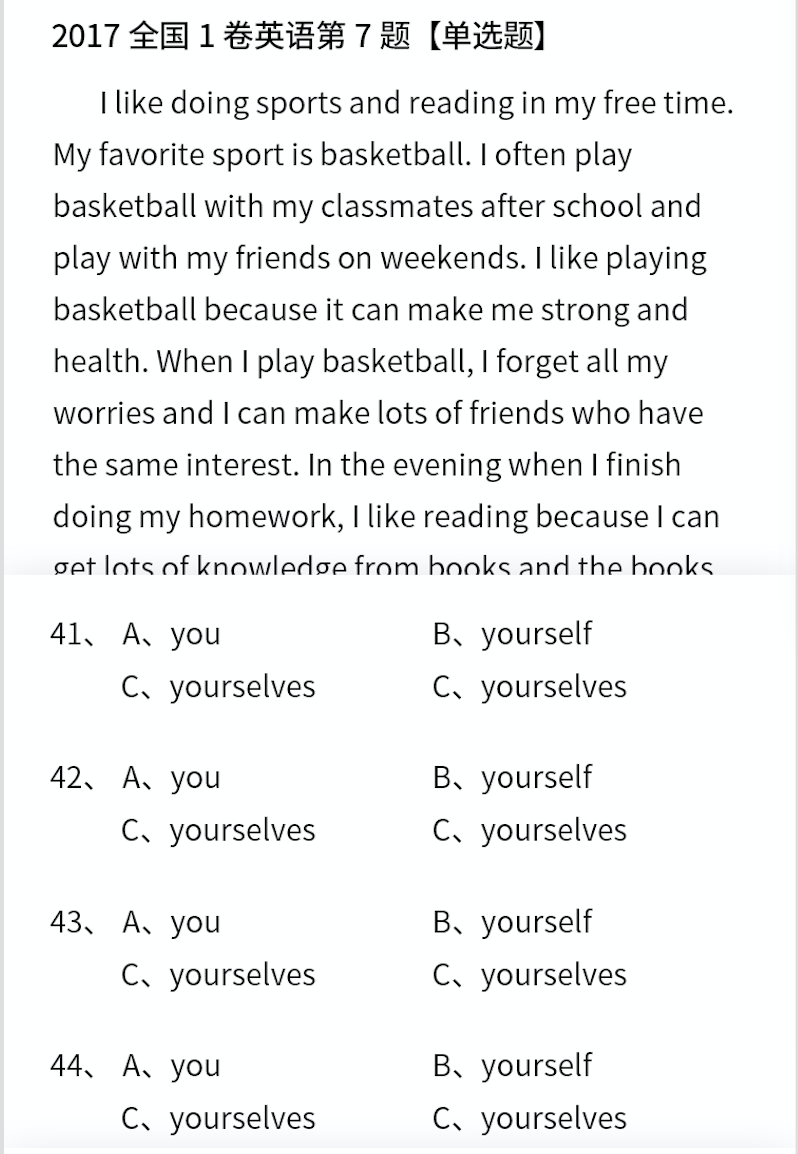 2017 全国 1 卷英语第 7 题【单选题】
I like doing sports and reading in my free time.
My favorite sport is basketball. I often play
basketball with my classmates after school and
play with my friends on weekends. I like playing
basketball because it can make me strong and
health. When I play basketball, I forget all my
worries and I can make lots of friends who have
the same interest. In the evening when I finish
doing my homework, I like reading because I can
get lots of knowledge from books and the books
41、 A、you B、yourself
C、yourselves C、yourselves
42、 A、you B、yourself
C、yourselves C、yourselves
43、 A、you B、yourself
C、yourselves C、yourselves
44、 A、you B、yourself
C、yourselves C、yourselves